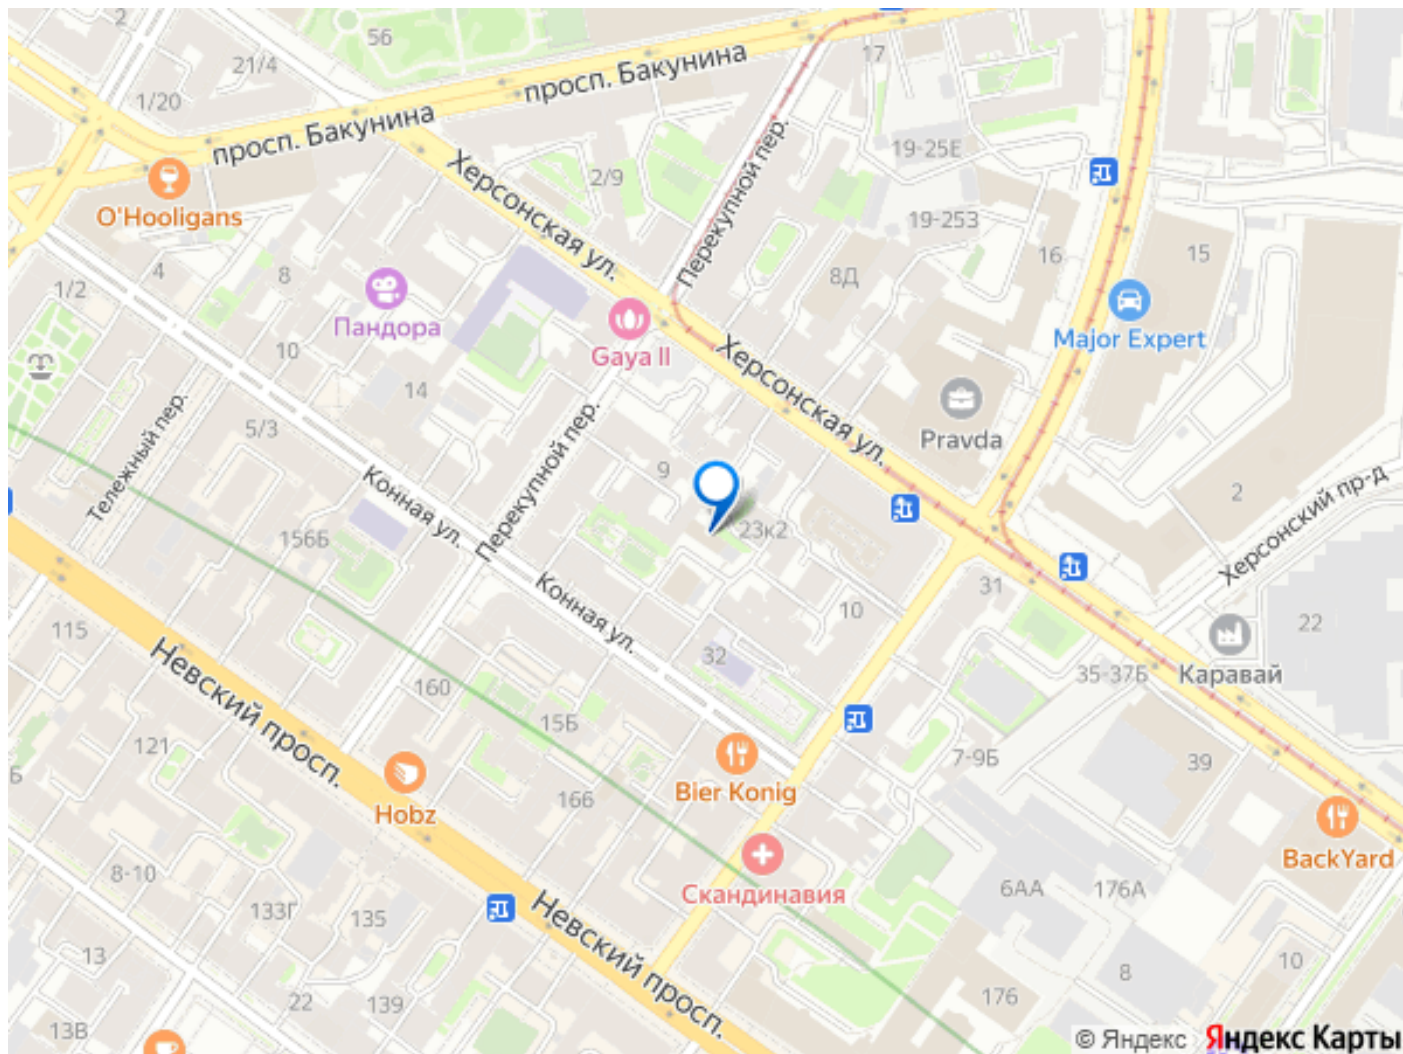 2
56
17
21/4
просп. Бакунина
1/20
просп. Бакунина
19-25Е
Херсонская ул.
Перекупной пер.
2/9
O'Hooligans
19-253
16
15
4
8
8Д
1/2
Пандора
Gaya II
Major Expert
10
14
Херсонская ул.
Pravda
Тележный пер.
5/3
Перекупной пер.
9
2
Конная ул.
Херсонский пр-д
156Б
23к2
Конная ул.
31
10
22
115
32
Невский просп.
35-37Б
Каравай
160
15Б
121
7-9Б
39
Б
166
Bier Konig
Hobz
BackYard
8-10
Скандинавия
6АА
176А
133Г
135
Невский просп.
13
8
10
22
139
176
13В
© Яндекс Яндекс Карты